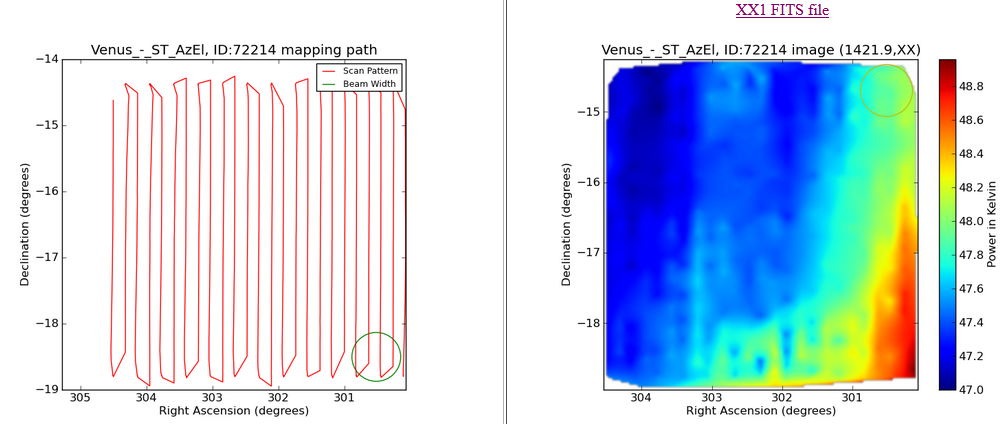 XX1 FITS file
Venus_-_ST_AzEl, ID:72214 mapping path
−14
−15
−16
−17
−18
−19
Declination (degrees)
Scan Pattern
Beam Width
305
304
303
302
301
Right Ascension (degrees)
Venus_-_ST_AzEl, ID:72214 image (1421.9,XX)
−15
−16
−17
−18
Declination (degrees)
304
303
302
301
Right Ascension (degrees)
48.8
48.6
48.4
48.2
48.0
47.8
47.6
47.4
47.2
47.0
Power in Kelvin